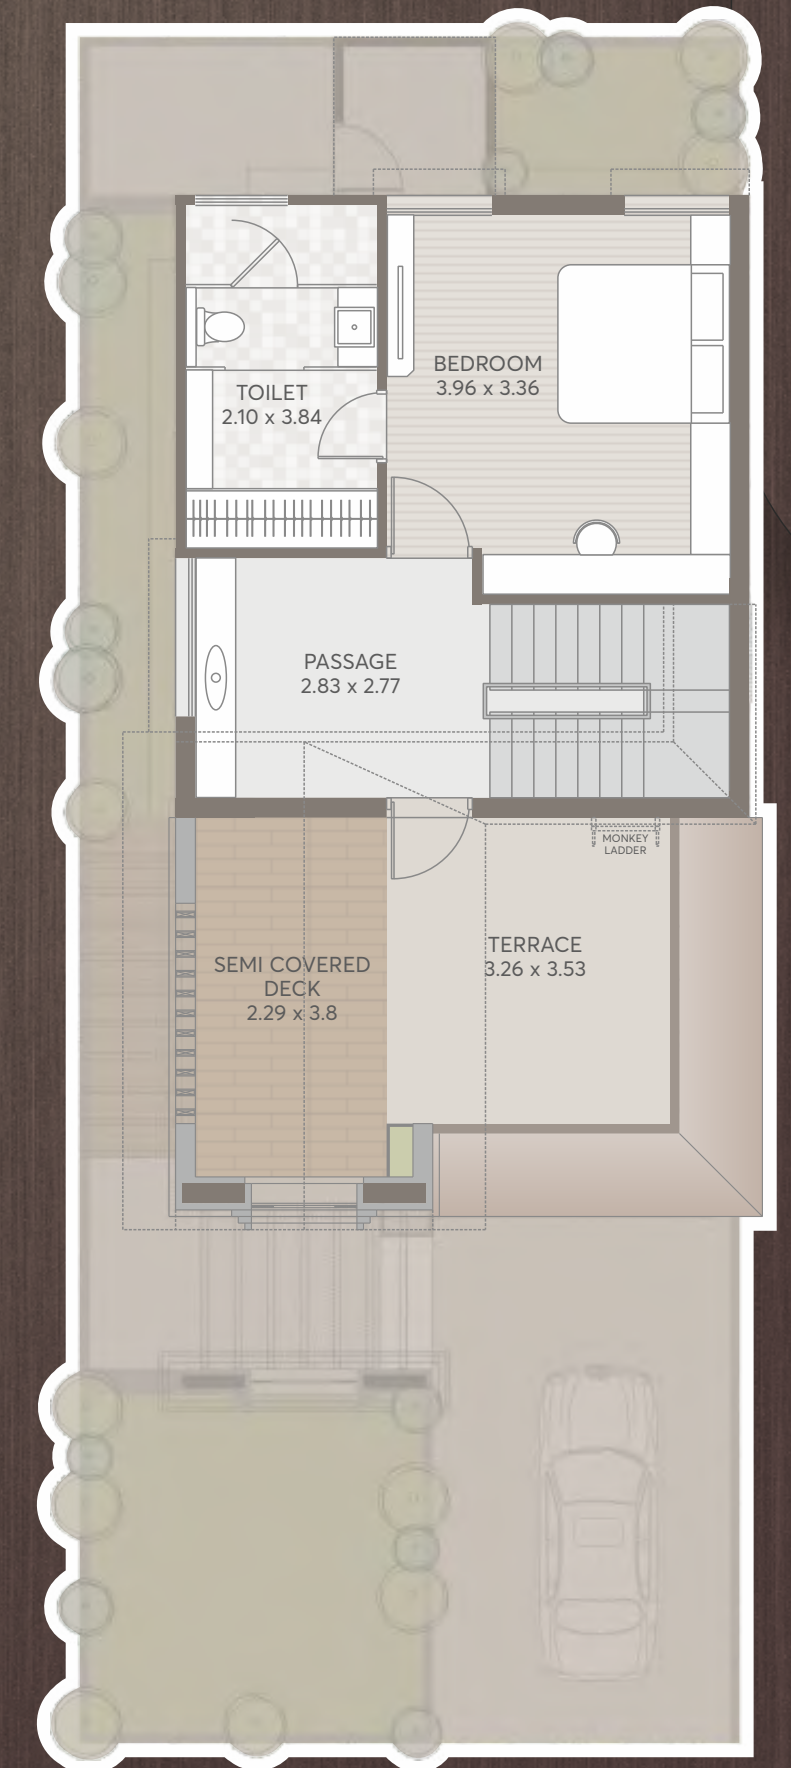 BEDROOM
3.96 x 3.36
TOILET
2.10 x 3.84
PASSAGE
2.83 x 2.77
MONKEY
LADDER
TERRACE
3.26 x 3.53
SEMI COVERED
DECK
2.29 x 3.8